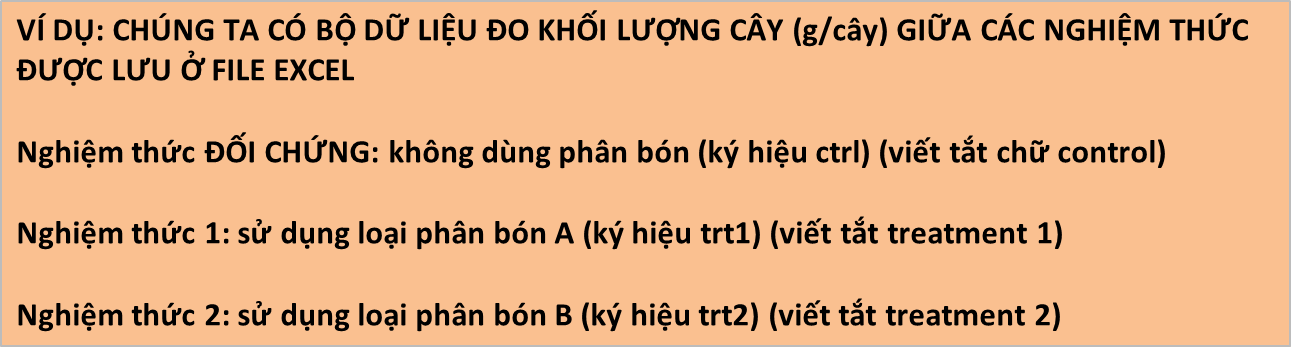 VÍ DỤ: CHÚNG TA CÓ BỘ DỮ LIỆU ĐO KHỐI LƯỢNG CÂY (g/cây) GIỮA CÁC NGHIỆM THỨC
ĐƯỢC LƯU Ở FILE EXCEL
Nghiệm thức ĐỐI CHỨNG: không dùng phân bón (ký hiệu ctrl) (viết tắt chữ control)
Nghiệm thức 1: sử dụng loại phân bón A (ký hiệu trt1) (viết tắt treatment 1)
Nghiệm thức 2: sử dụng loại phân bón B (ký hiệu trt2) (viết tắt treatment 2)